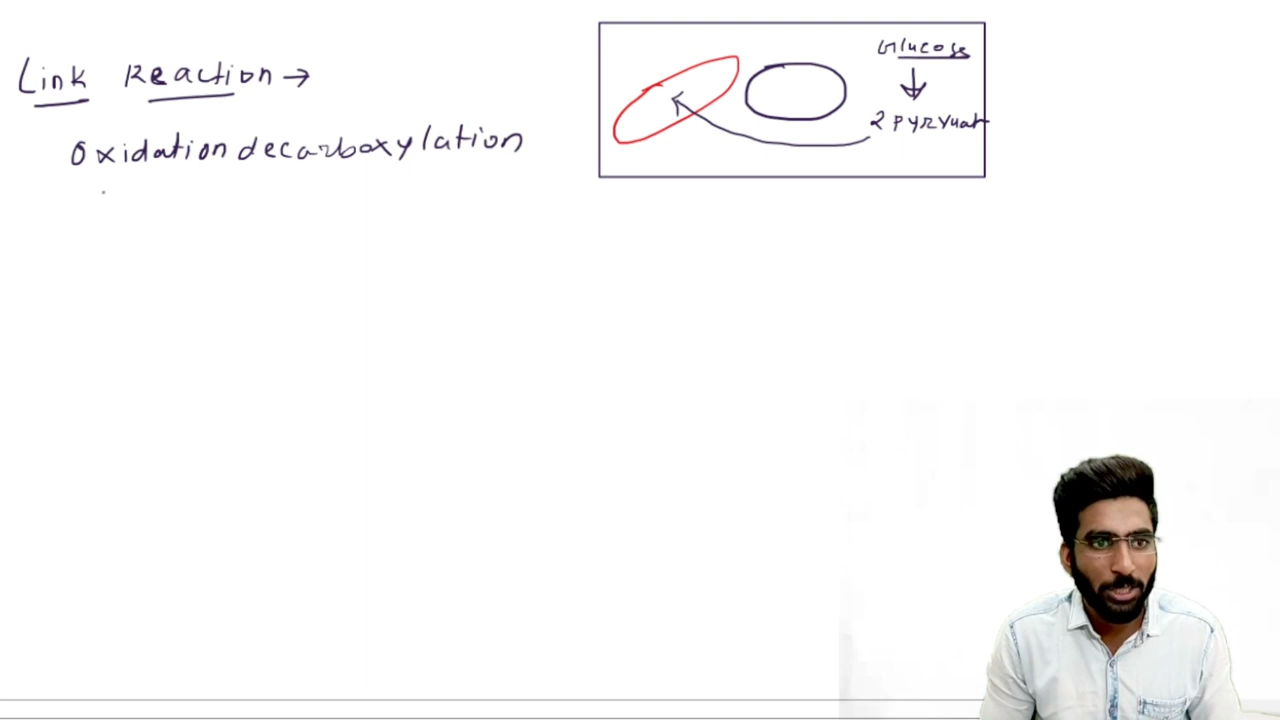 Link Reaction →
Oxidation decarboxylation
Glucose
↓
2 Pyruvat